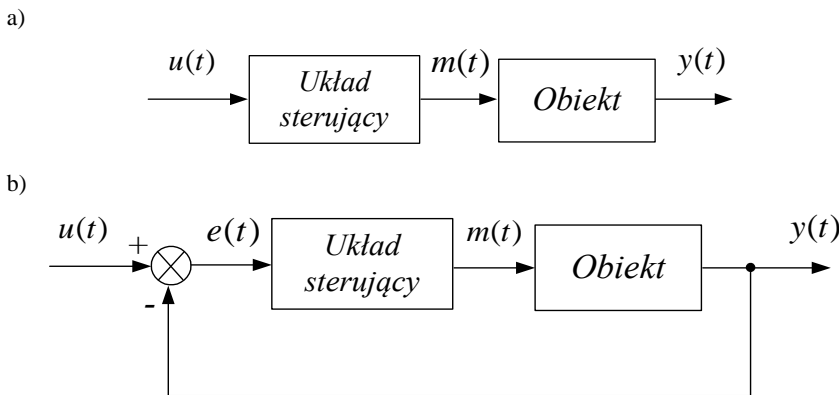 a)
u(t)
Układ
sterujący
m(t)
Obiekt
y(t)
b)
u(t)
+
-
e(t)
Układ
sterujący
m(t)
Obiekt
y(t)